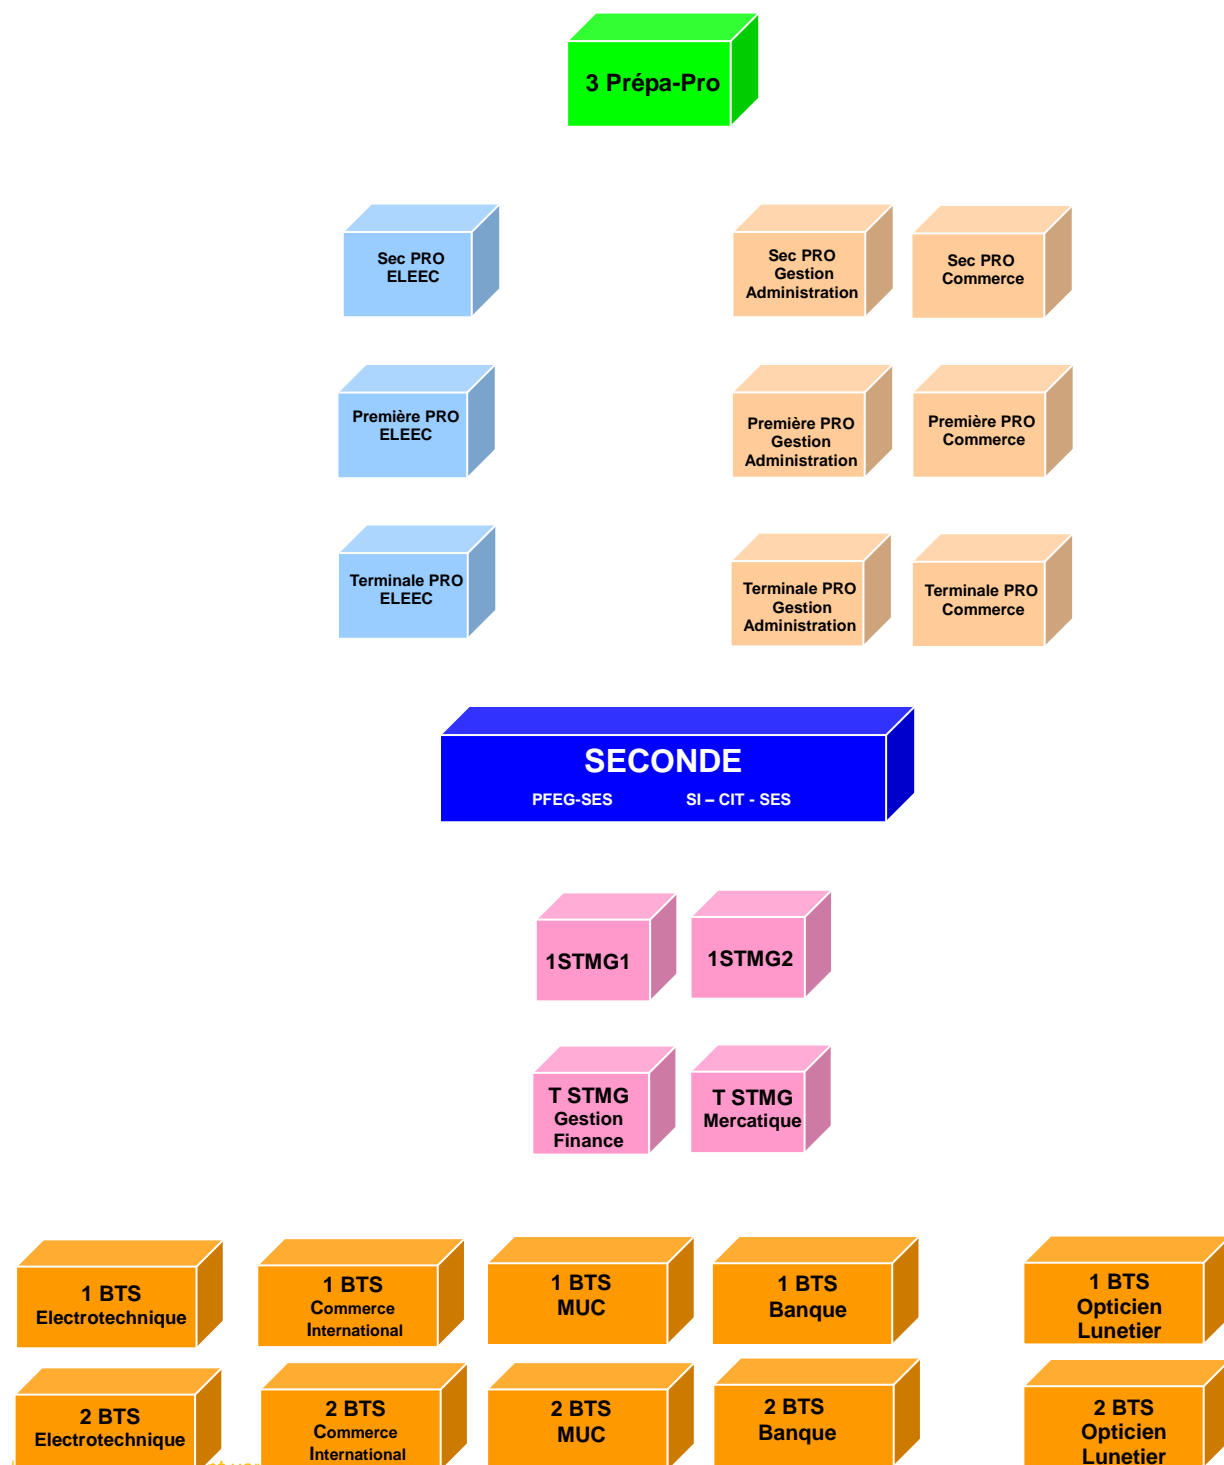 3 Prépa-Pro
Sec PRO
ELEEC
Sec PRO
Gestion
Administration
Sec PRO
Commerce
Première PRO
ELEEC
Première PRO
Gestion
Administration
Première PRO
Commerce
Terminale PRO
ELEEC
Terminale PRO
Gestion
Administration
Terminale PRO
Commerce
SECONDE
PFEG-SES SI – CIT - SES
1STMG1
1STMG2
T STMG
Gestion
Finance
T STMG
Mercatique
1 BTS
Electrotechnique
1 BTS
Commerce
International
1 BTS
MUC
1 BTS
Banque
1 BTS
Opticien
Lunetier
2 BTS
Electrotechnique
2 BTS
Commerce
International
2 BTS
MUC
2 BTS
Banque
2 BTS
Opticien
Lunetier